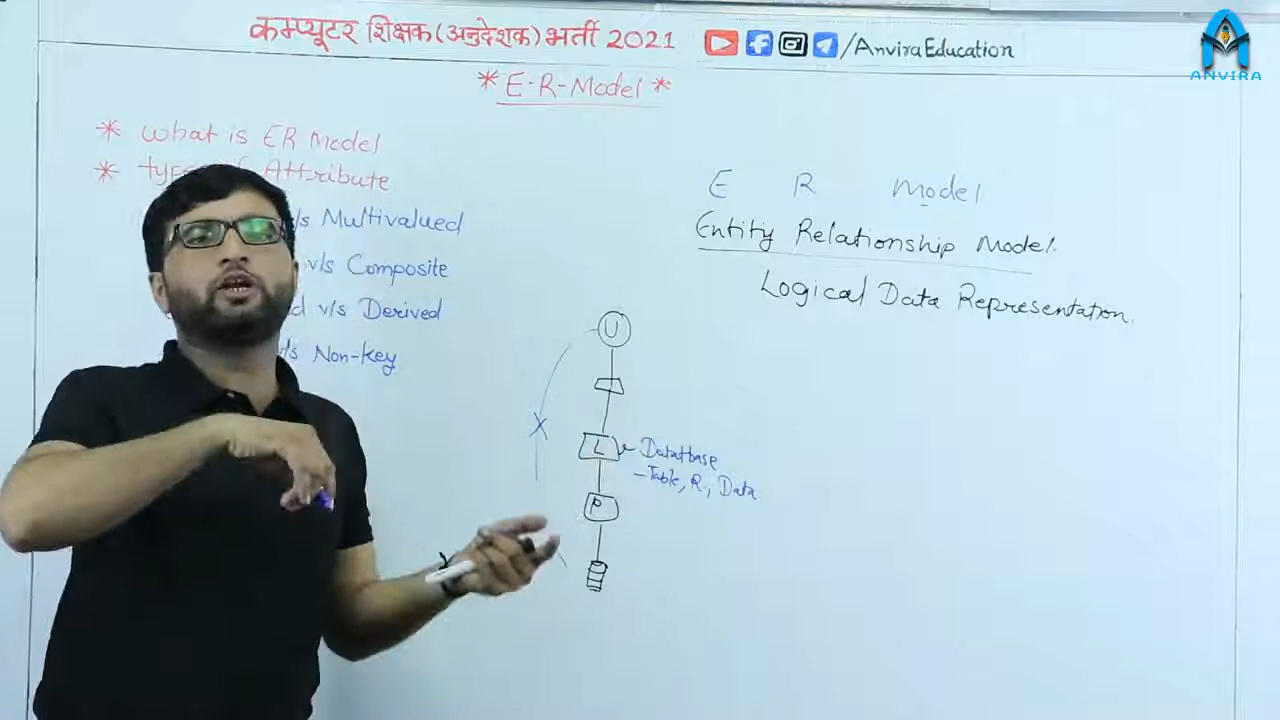 कम्प्यूटर शिक्षक (अनुदेशक) भर्ती 2021
/AnviraEducation
ANVIRA
* E-R-Model *
* What is ER Model
* Attribute
v/s Multivalued
v/s Composite
v/s Derived
v/s Non-key
E R Model
Entity Relationship Model.
Logical Data Representation.
U
L
Datatbase
- Table, R, Data
P